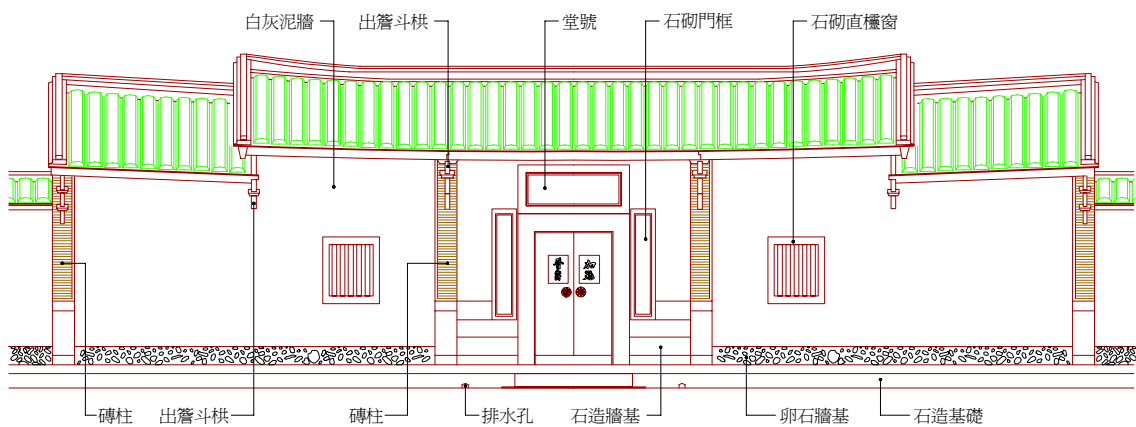 白灰泥牆
出簷斗栱
堂號
石砌門框
石砌直櫺窗
磚柱
出簷斗栱
磚柱
排水孔
石造牆基
卵石牆基
石造基礎